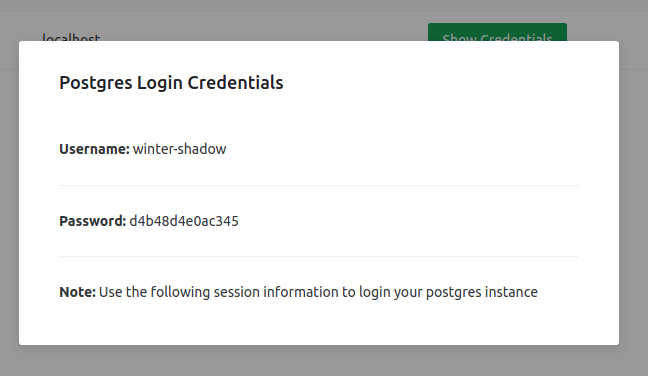 localhost
Show Credentials
Postgres Login Credentials
Username: winter-shadow
Password: d4b48d4e0ac345
Note: Use the following session information to login your postgres instance